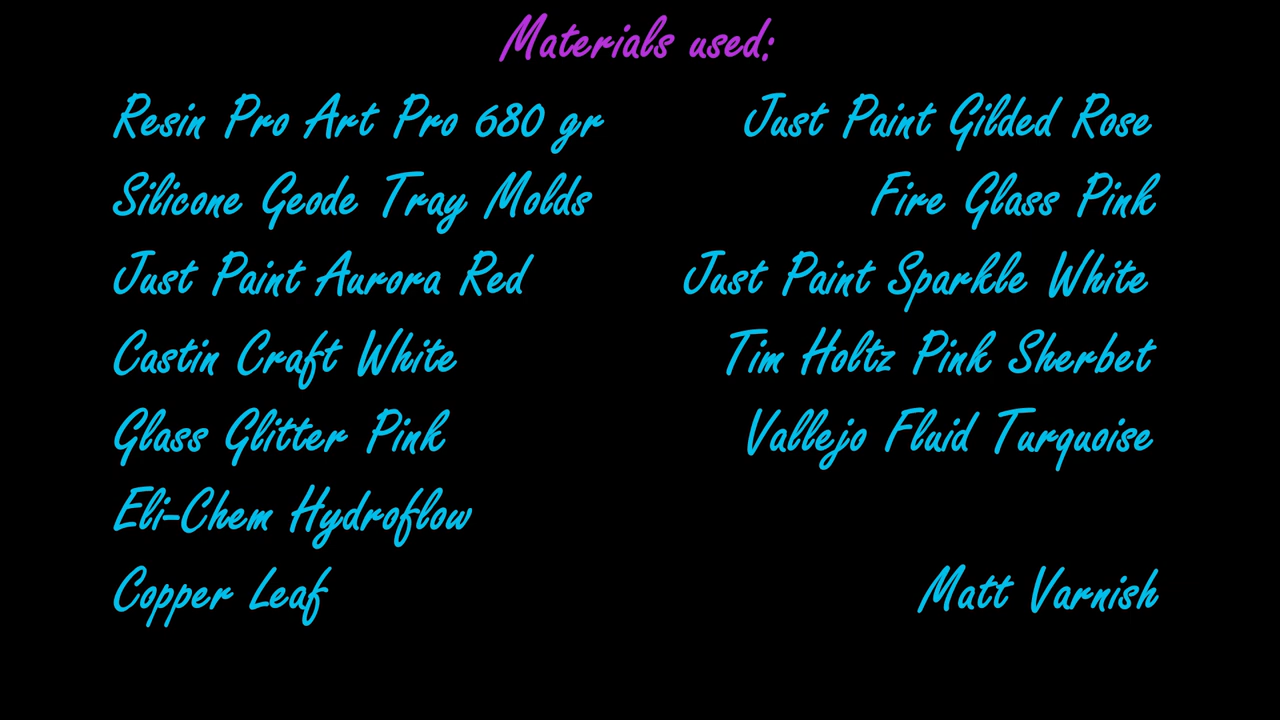 Materials used:
Resin Pro Art Pro 680 gr
Silicone Geode Tray Molds
Just Paint Aurora Red
Castin Craft White
Glass Glitter Pink
Eli-Chem Hydroflow
Copper Leaf
Just Paint Gilded Rose
Fire Glass Pink
Just Paint Sparkle White
Tim Holtz Pink Sherbet
Vallejo Fluid Turquoise
Matt Varnish